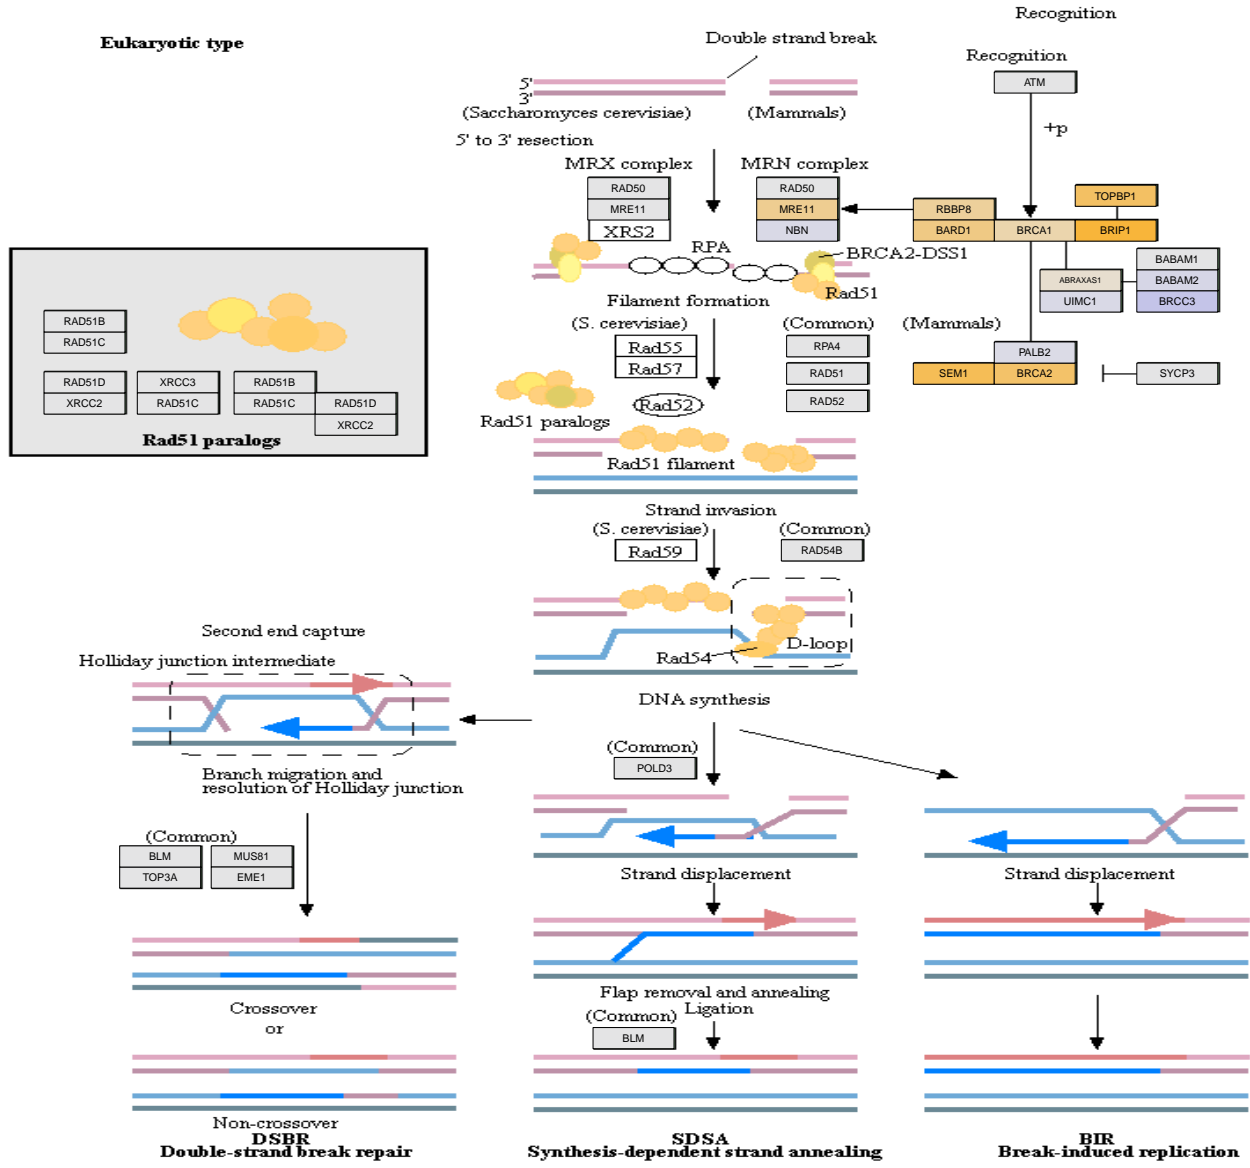 Recognition
Eukaryotic type
Double strand break
Recognition
ATM
5'
3'
(Saccharomyces cerevisiae)
(Mammals)
+p
5' to 3' resection
MRX complex
MRN complex
RAD50
MRE11
XRS2
RAD50
MRE11
NBN
TOPBP1
RBBP8
BARD1
BRCA1
BRIP1
RPA
BRCA2-DSS1
Rad51
BABAM1
ABRAXAS1
BABAM2
UIMC1
BRCC3
Filament formation
(S. cerevisiae)
(Common)
(Mammals)
Rad55
Rad57
RPA4
RAD51
RAD52
PALB2
SEM1
BRCA2
SYCP3
Rad52
Rad51 paralogs
Rad51 filament
RAD51B
RAD51C
RAD51D
XRCC2
XRCC3
RAD51C
RAD51B
RAD51C
RAD51D
XRCC2
Rad51 paralogs
Strand invasion
(S. cerevisiae)
(Common)
Rad59
RAD54B
D-loop
Rad54
Second end capture
Holliday junction intermediate
DNA synthesis
(Common)
POLD3
Branch migration and
resolution of Holliday junction
(Common)
BLM
TOP3A
MUS81
EME1
Strand displacement
Strand displacement
Flap removal and annealing
Ligation
(Common)
BLM
Crossover
or
Non-crossover
DSBR
Double-strand break repair
SDSA
Synthesis-dependent strand annealing
BIR
Break-induced replication